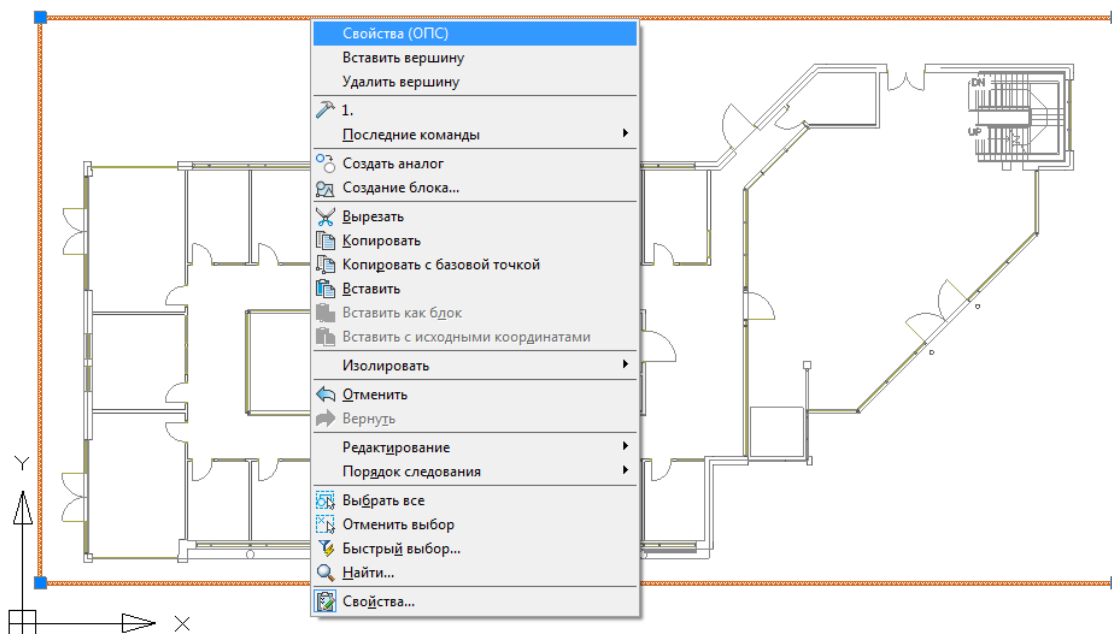 Свойства (ОПС)
Вставить вершину
Удалить вершину
1.
Последние команды
Создать аналог
Создание блока...
Вырезать
Копировать
Копировать с базовой точкой
Вставить
Вставить как блок
Вставить с исходными координатами
Изолировать
Отменить
Вернуть
Редактирование
Порядок следования
Выбрать все
Отменить выбор
Быстрый выбор...
Найти...
Свойства...
DN
UP
Y
X